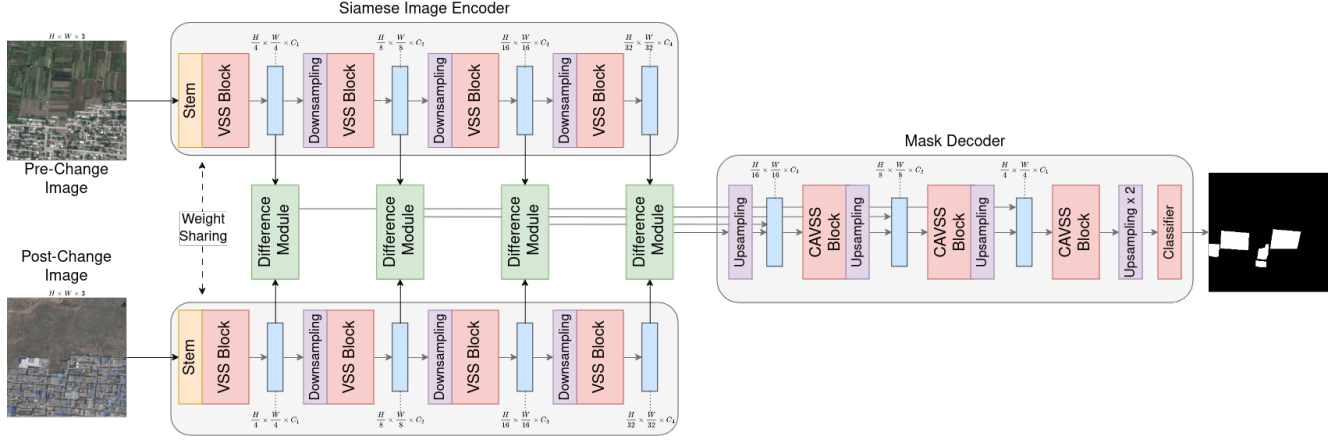 Siamese Image Encoder
H × W × 3
H/4 × W/4 × C₁
H/8 × W/8 × C₂
H/16 × W/16 × C₃
H/32 × W/32 × C₄
Stem
VSS Block
Downsampling
VSS Block
Downsampling
VSS Block
Downsampling
VSS Block
Pre-Change
Image
Weight
Sharing
Difference
Module
Difference
Module
Difference
Module
Difference
Module
Mask Decoder
H/16 × W/16 × C₃
H/8 × W/8 × C₂
H/4 × W/4 × C₁
Upsampling
CAVSS
Block
Upsampling
CAVSS
Block
Upsampling
CAVSS
Block
Upsampling x 2
Classifier
Post-Change
Image
H × W × 3
Stem
VSS Block
Downsampling
VSS Block
Downsampling
VSS Block
Downsampling
VSS Block
H/4 × W/4 × C₁
H/8 × W/8 × C₂
H/16 × W/16 × C₃
H/32 × W/32 × C₄